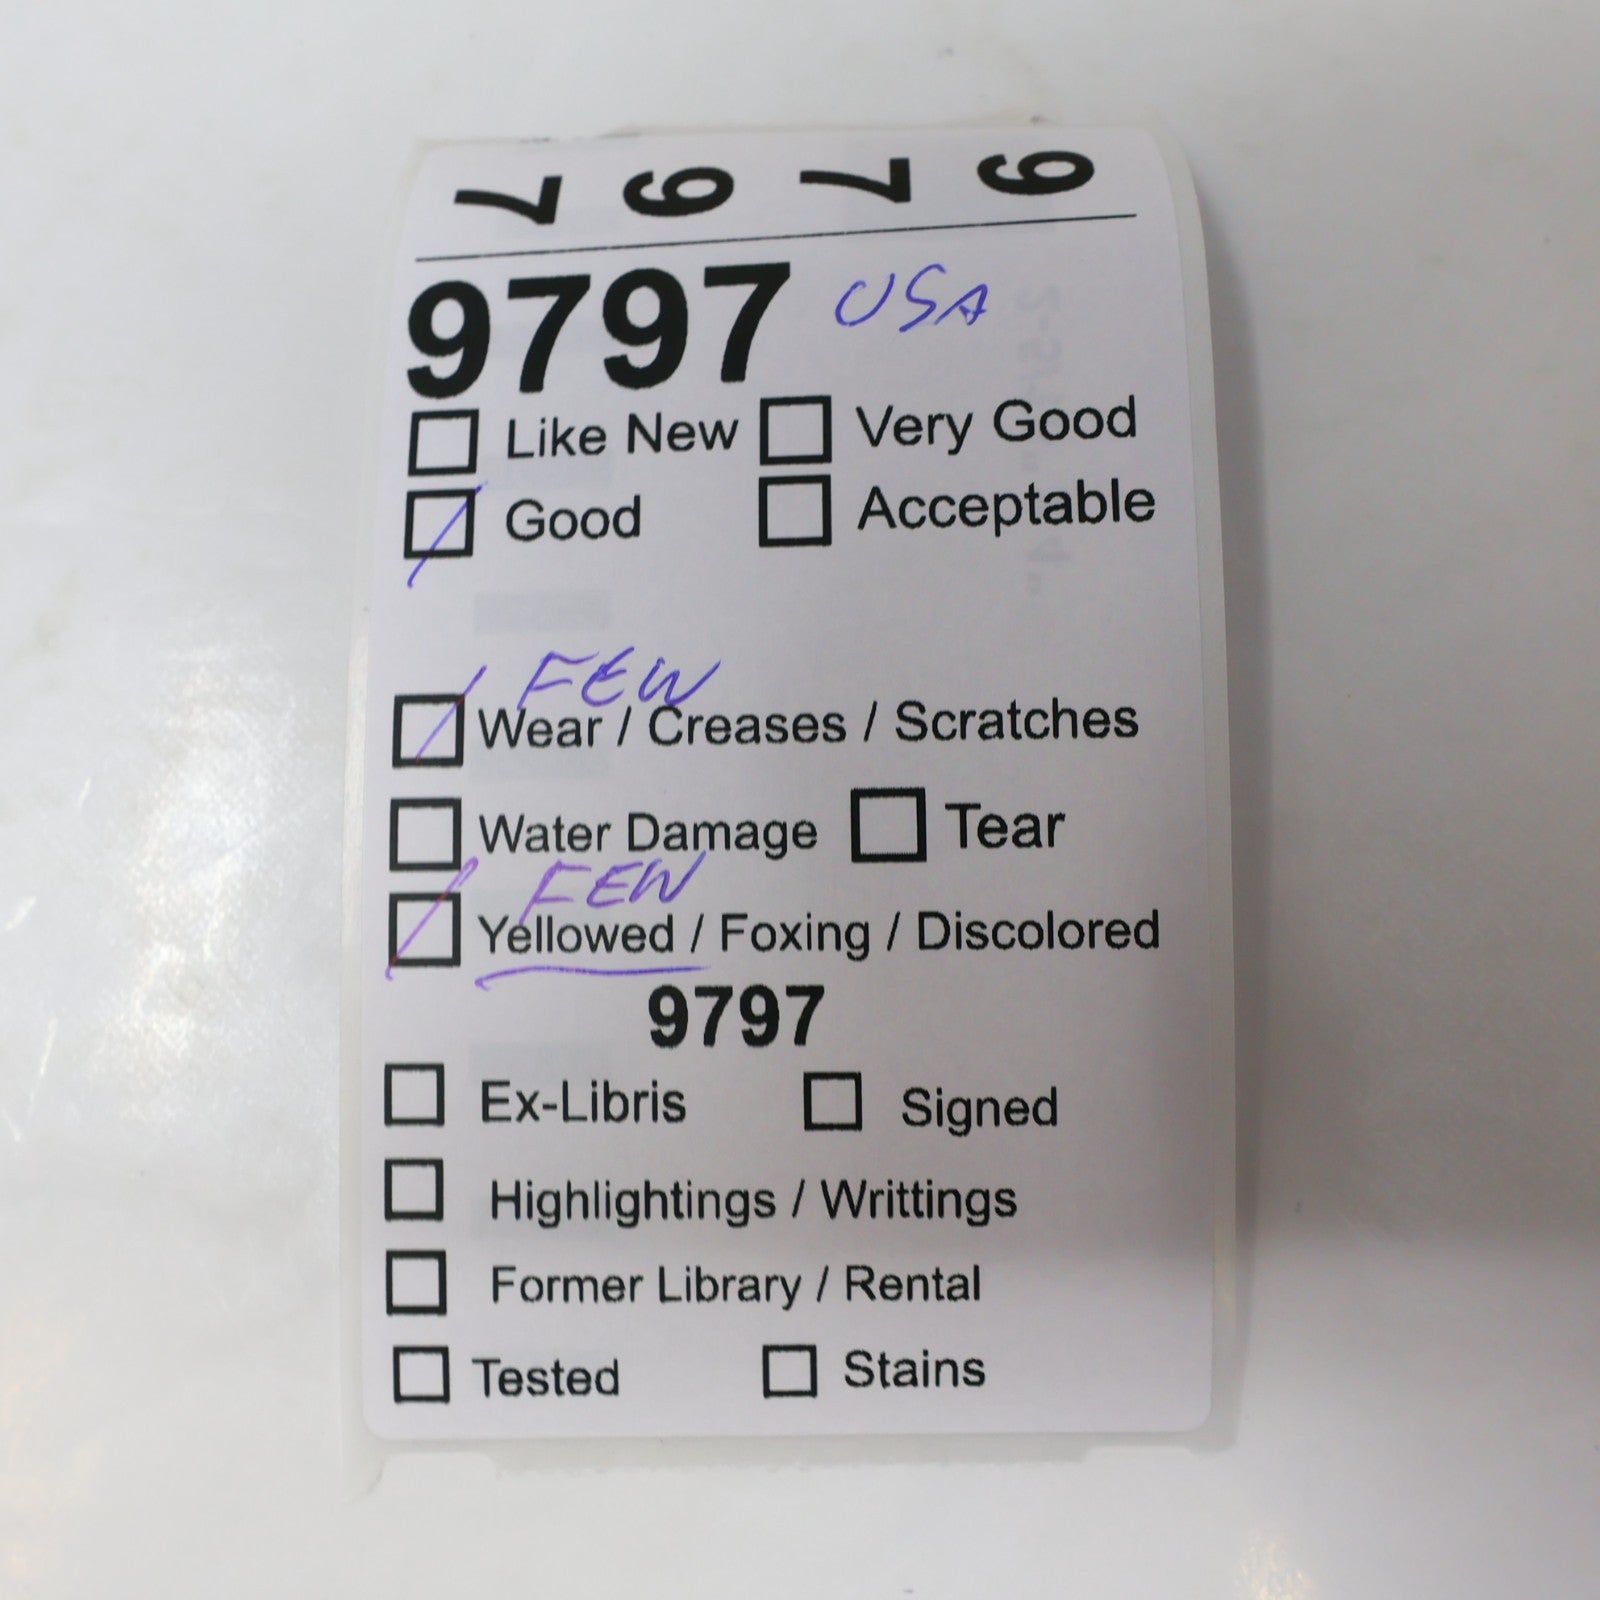 9797
9797 USA
Like New Very Good
Good Acceptable
FEW
Wear / Creases / Scratches
Water Damage Tear
FEW
Yellowed / Foxing / Discolored
9797
Ex-Libris Signed
Highlightings / Writtings
Former Library / Rental
Tested Stains